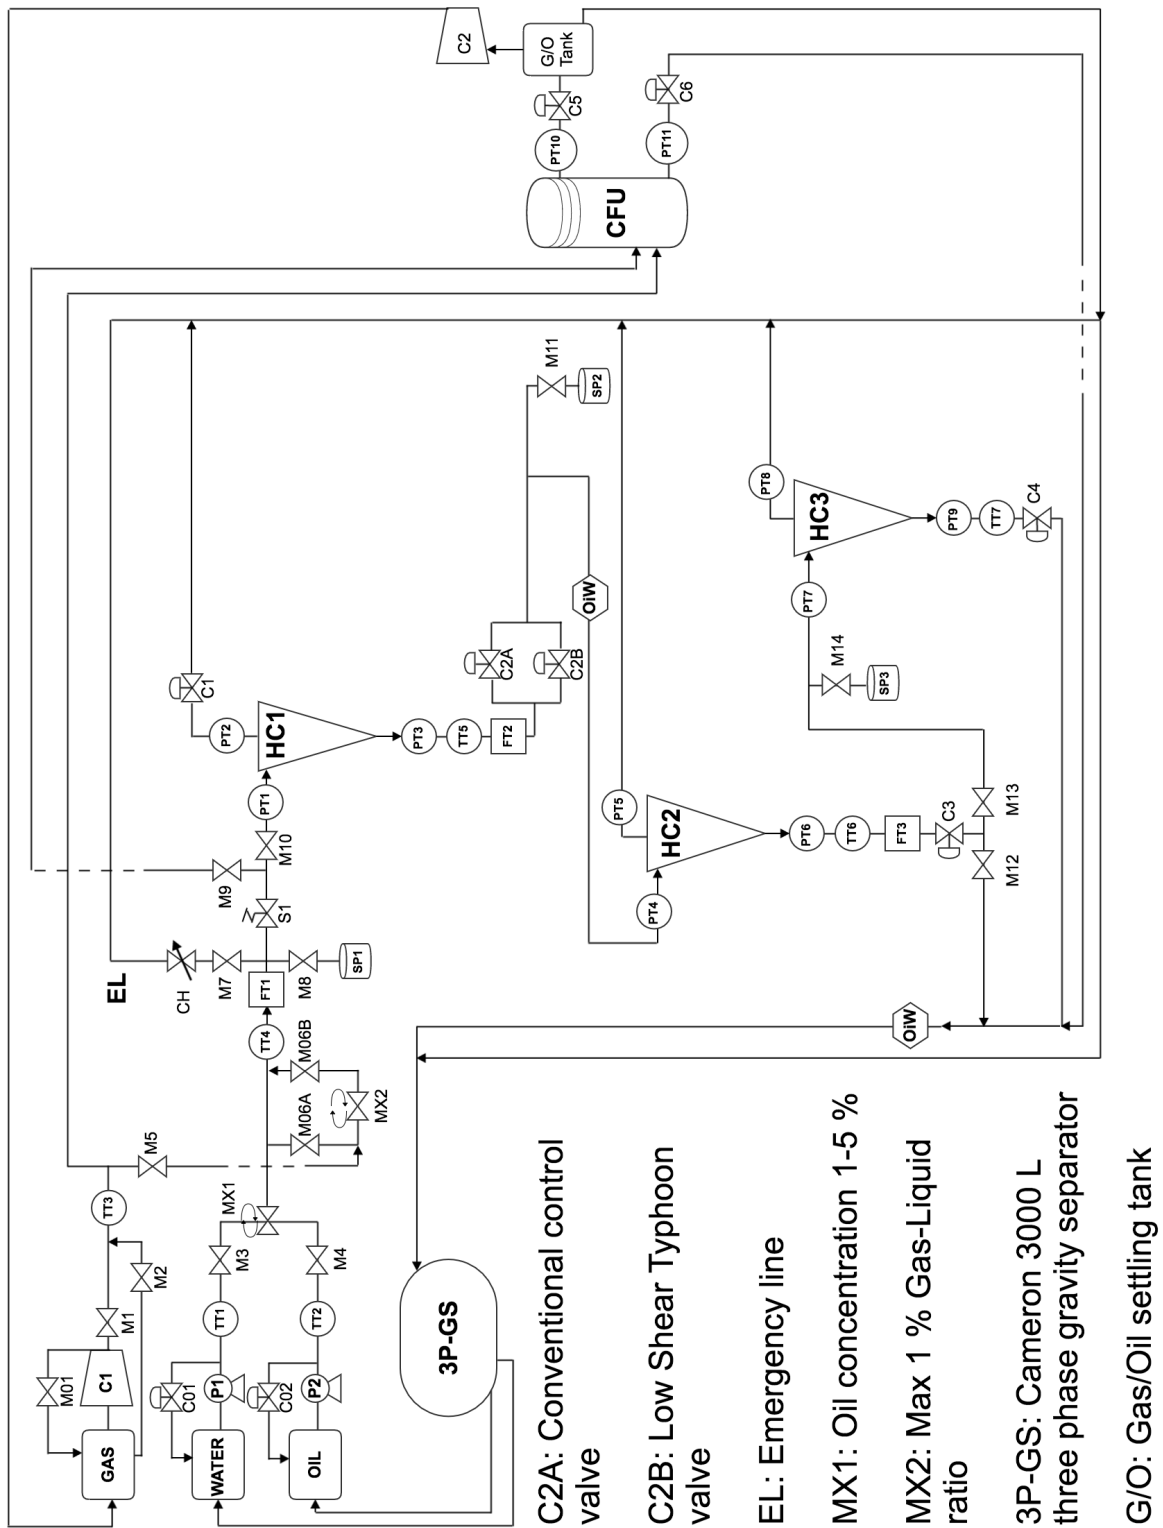 GAS
M01
C1
M1
M2
TT3
M5
WATER
C01
P1
TT1
M3
MX1
OIL
C02
P2
TT2
M4
M06A
M06B
MX2
TT4
FT1
EL
CH
M7
M8
SP1
S1
M9
M10
PT1
HC1
PT2
C1
PT3
TT5
FT2
C2A
C2B
M11
SP2
OiW
PT4
HC2
PT5
PT6
TT6
FT3
C3
M12
M13
M14
SP3
PT7
HC3
PT8
PT9
TT7
C4
CFU
PT10
C5
G/O
Tank
C2
PT11
C6
OiW
3P-GS
C2A: Conventional control
valve
C2B: Low Shear Typhoon
valve
EL: Emergency line
MX1: Oil concentration 1-5 %
MX2: Max 1 % Gas-Liquid
ratio
3P-GS: Cameron 3000 L
three phase gravity separator
G/O: Gas/Oil settling tank